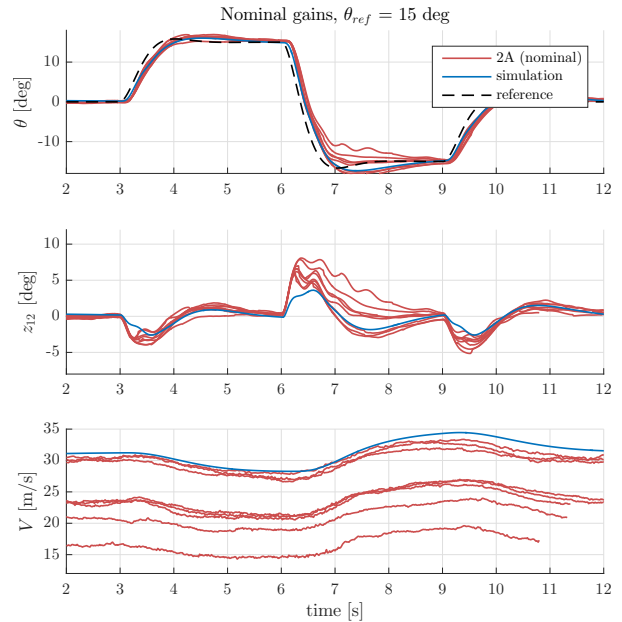 Nominal gains, θref = 15 deg
10
0
-10
θ [deg]
2A (nominal)
simulation
reference
2 3 4 5 6 7 8 9 10 11 12
10
5
0
-5
z12 [deg]
2 3 4 5 6 7 8 9 10 11 12
35
30
25
20
15
V [m/s]
2 3 4 5 6 7 8 9 10 11 12
time [s]